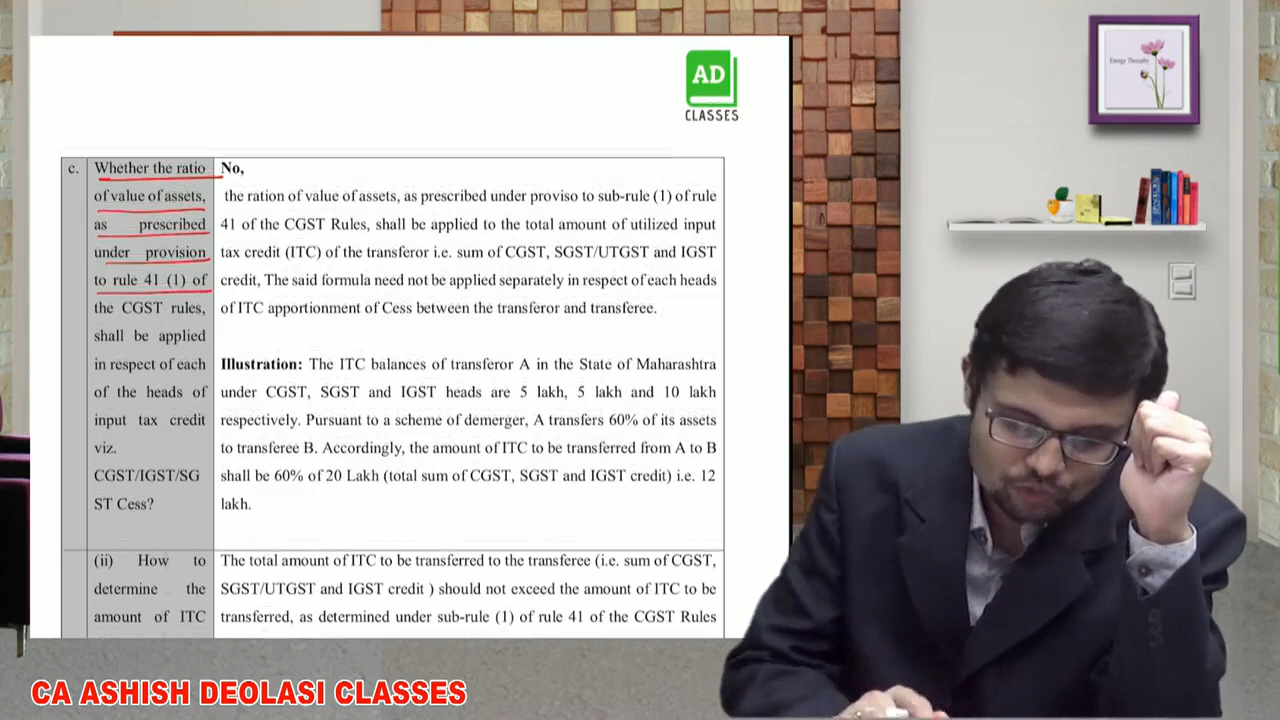 AD
CLASSES
Energy Theraphy
c.
Whether the ratio
of value of assets,
as prescribed
under provision
to rule 41 (1) of
the CGST rules,
shall be applied
in respect of each
of the heads of
input tax credit
viz.
CGST/IGST/SG
ST Cess?
No,
the ration of value of assets, as prescribed under proviso to sub-rule (1) of rule
41 of the CGST Rules, shall be applied to the total amount of utilized input
tax credit (ITC) of the transferor i.e. sum of CGST, SGST/UTGST and IGST
credit, The said formula need not be applied separately in respect of each heads
of ITC apportionment of Cess between the transferor and transferee.
Illustration: The ITC balances of transferor A in the State of Maharashtra
under CGST, SGST and IGST heads are 5 lakh, 5 lakh and 10 lakh
respectively. Pursuant to a scheme of demerger, A transfers 60% of its assets
to transferee B. Accordingly, the amount of ITC to be transferred from A to B
shall be 60% of 20 Lakh (total sum of CGST, SGST and IGST credit) i.e. 12
lakh.
(ii) How to
determine the
amount of ITC
The total amount of ITC to be transferred to the transferee (i.e. sum of CGST,
SGST/UTGST and IGST credit ) should not exceed the amount of ITC to be
transferred, as determined under sub-rule (1) of rule 41 of the CGST Rules
CA ASHISH DEOLASI CLASSES